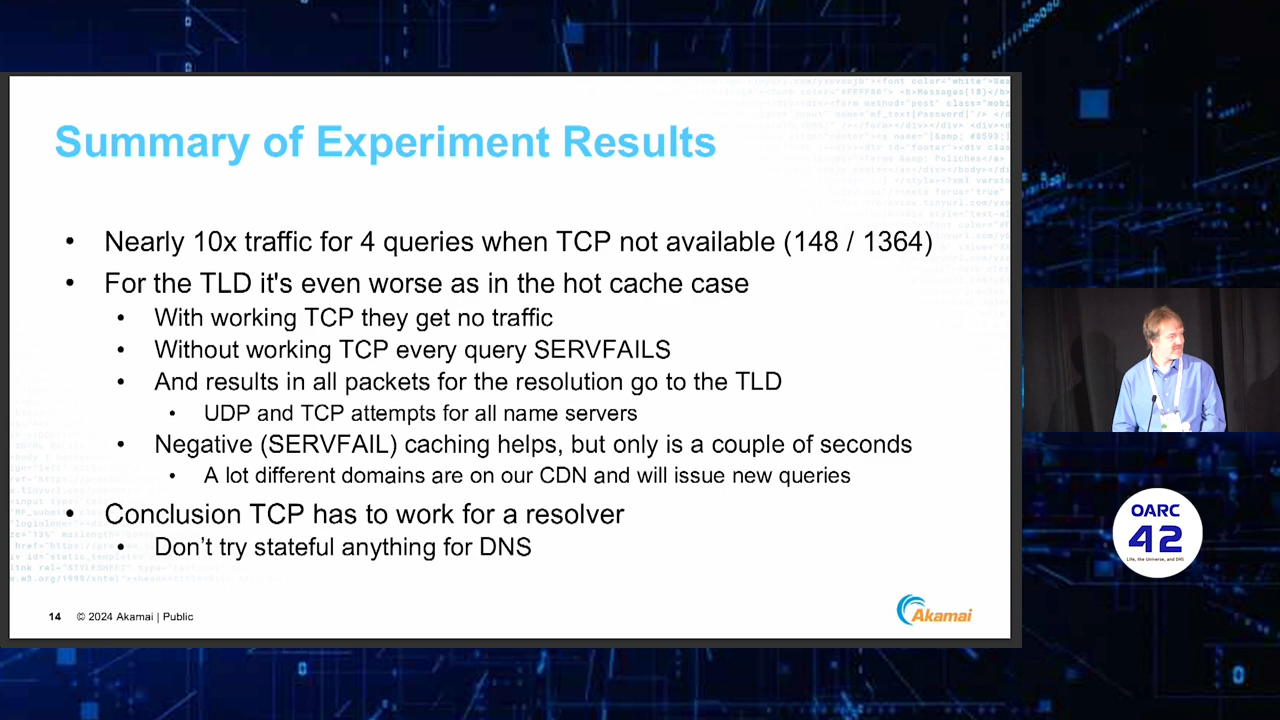 Summary of Experiment Results
• Nearly 10x traffic for 4 queries when TCP not available (148 / 1364)
• For the TLD it's even worse as in the hot cache case
• With working TCP they get no traffic
• Without working TCP every query SERVFAILS
• And results in all packets for the resolution go to the TLD
• UDP and TCP attempts for all name servers
• Negative (SERVFAIL) caching helps, but only is a couple of seconds
• A lot different domains are on our CDN and will issue new queries
• Conclusion TCP has to work for a resolver
• Don't try stateful anything for DNS
14 © 2024 Akamai | Public
Akamai
OARC
42
Life, the Universe, and DNS